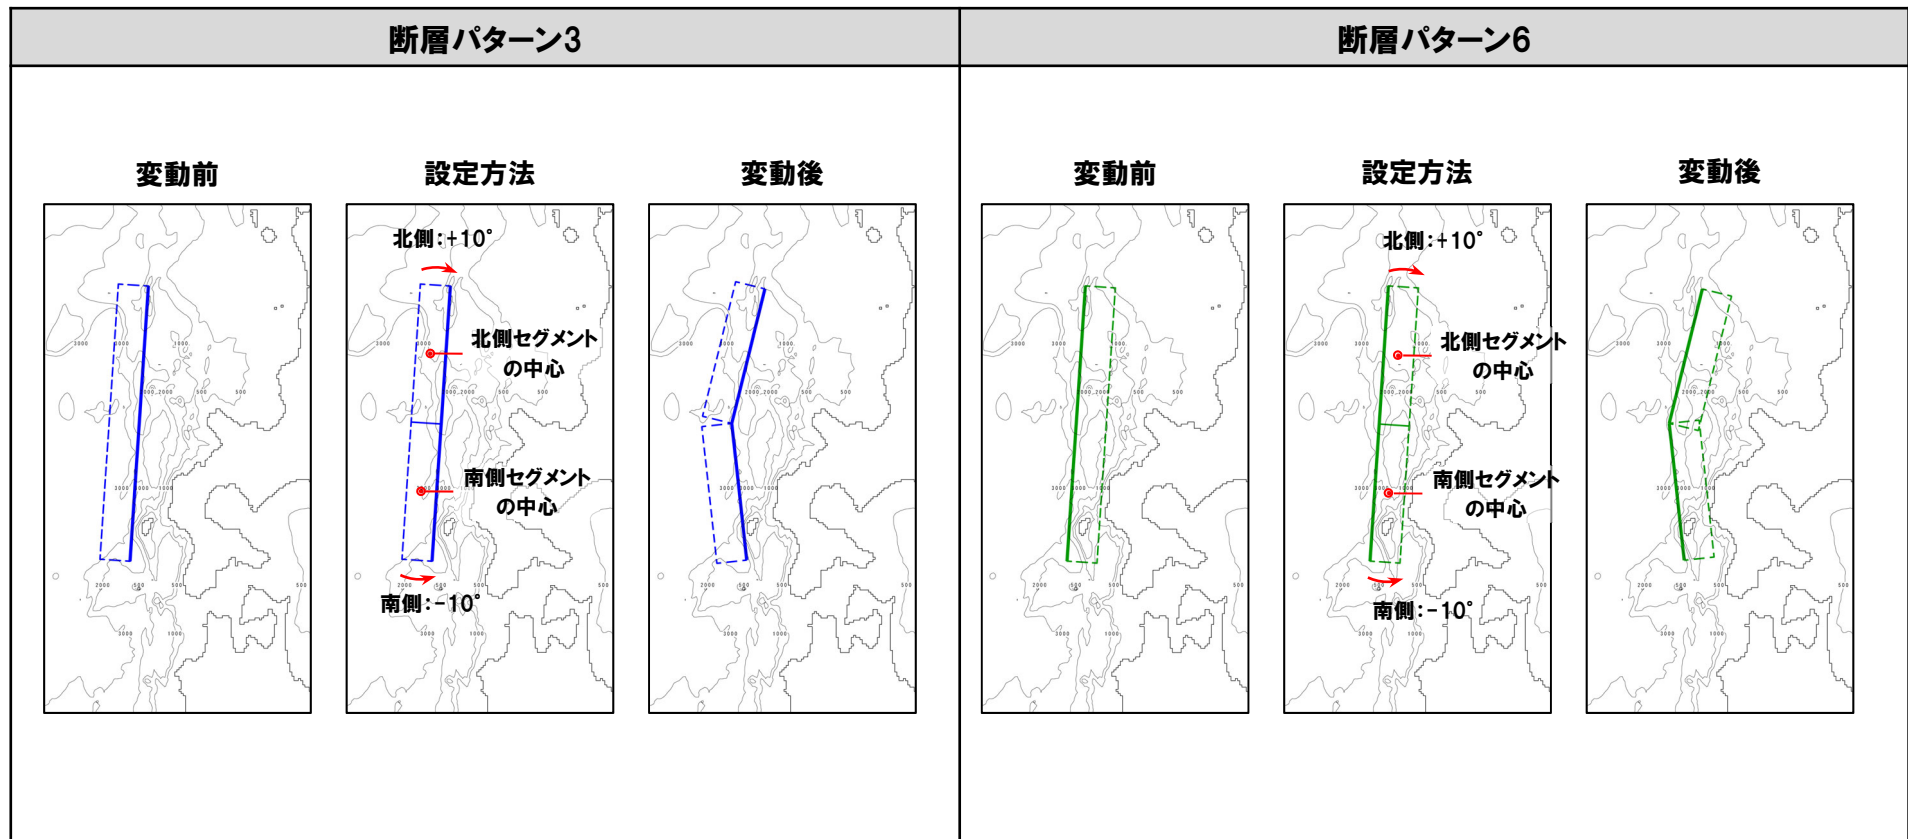 断層パターン3
断層パターン6
変動前
設定方法
変動後
変動前
設定方法
変動後
北側:+10°
北側セグメント
の中心
南側セグメント
の中心
南側:-10°
北側:+10°
北側セグメント
の中心
南側セグメント
の中心
南側:-10°